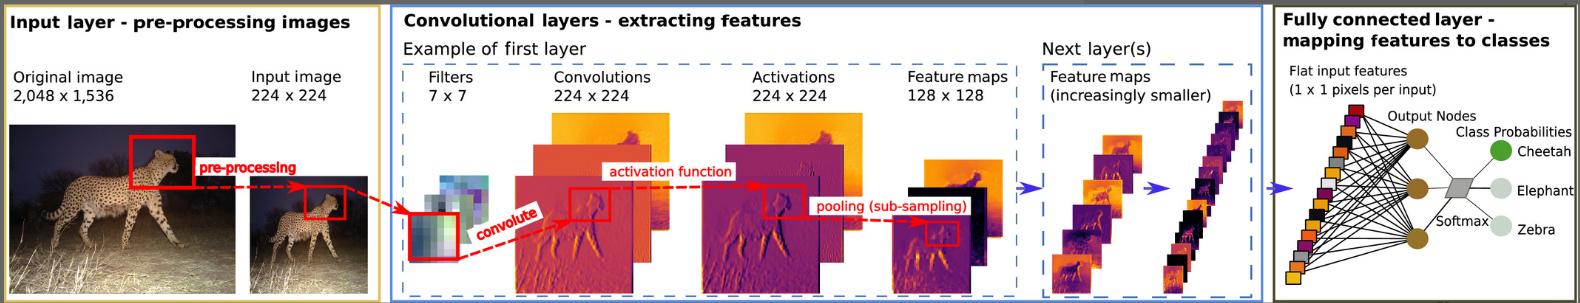 Input layer - pre-processing images
Original image
2,048 x 1,536
Input image
224 x 224
pre-processing
Convolutional layers - extracting features
Example of first layer
Filters
7 x 7
Convolutions
224 x 224
Activations
224 x 224
Feature maps
128 x 128
convolute
activation function
pooling (sub-sampling)
Next layer(s)
Feature maps
(increasingly smaller)
Fully connected layer -
mapping features to classes
Flat input features
(1 x 1 pixels per input)
Output Nodes
Class Probabilities
Cheetah
Elephant
Softmax
Zebra